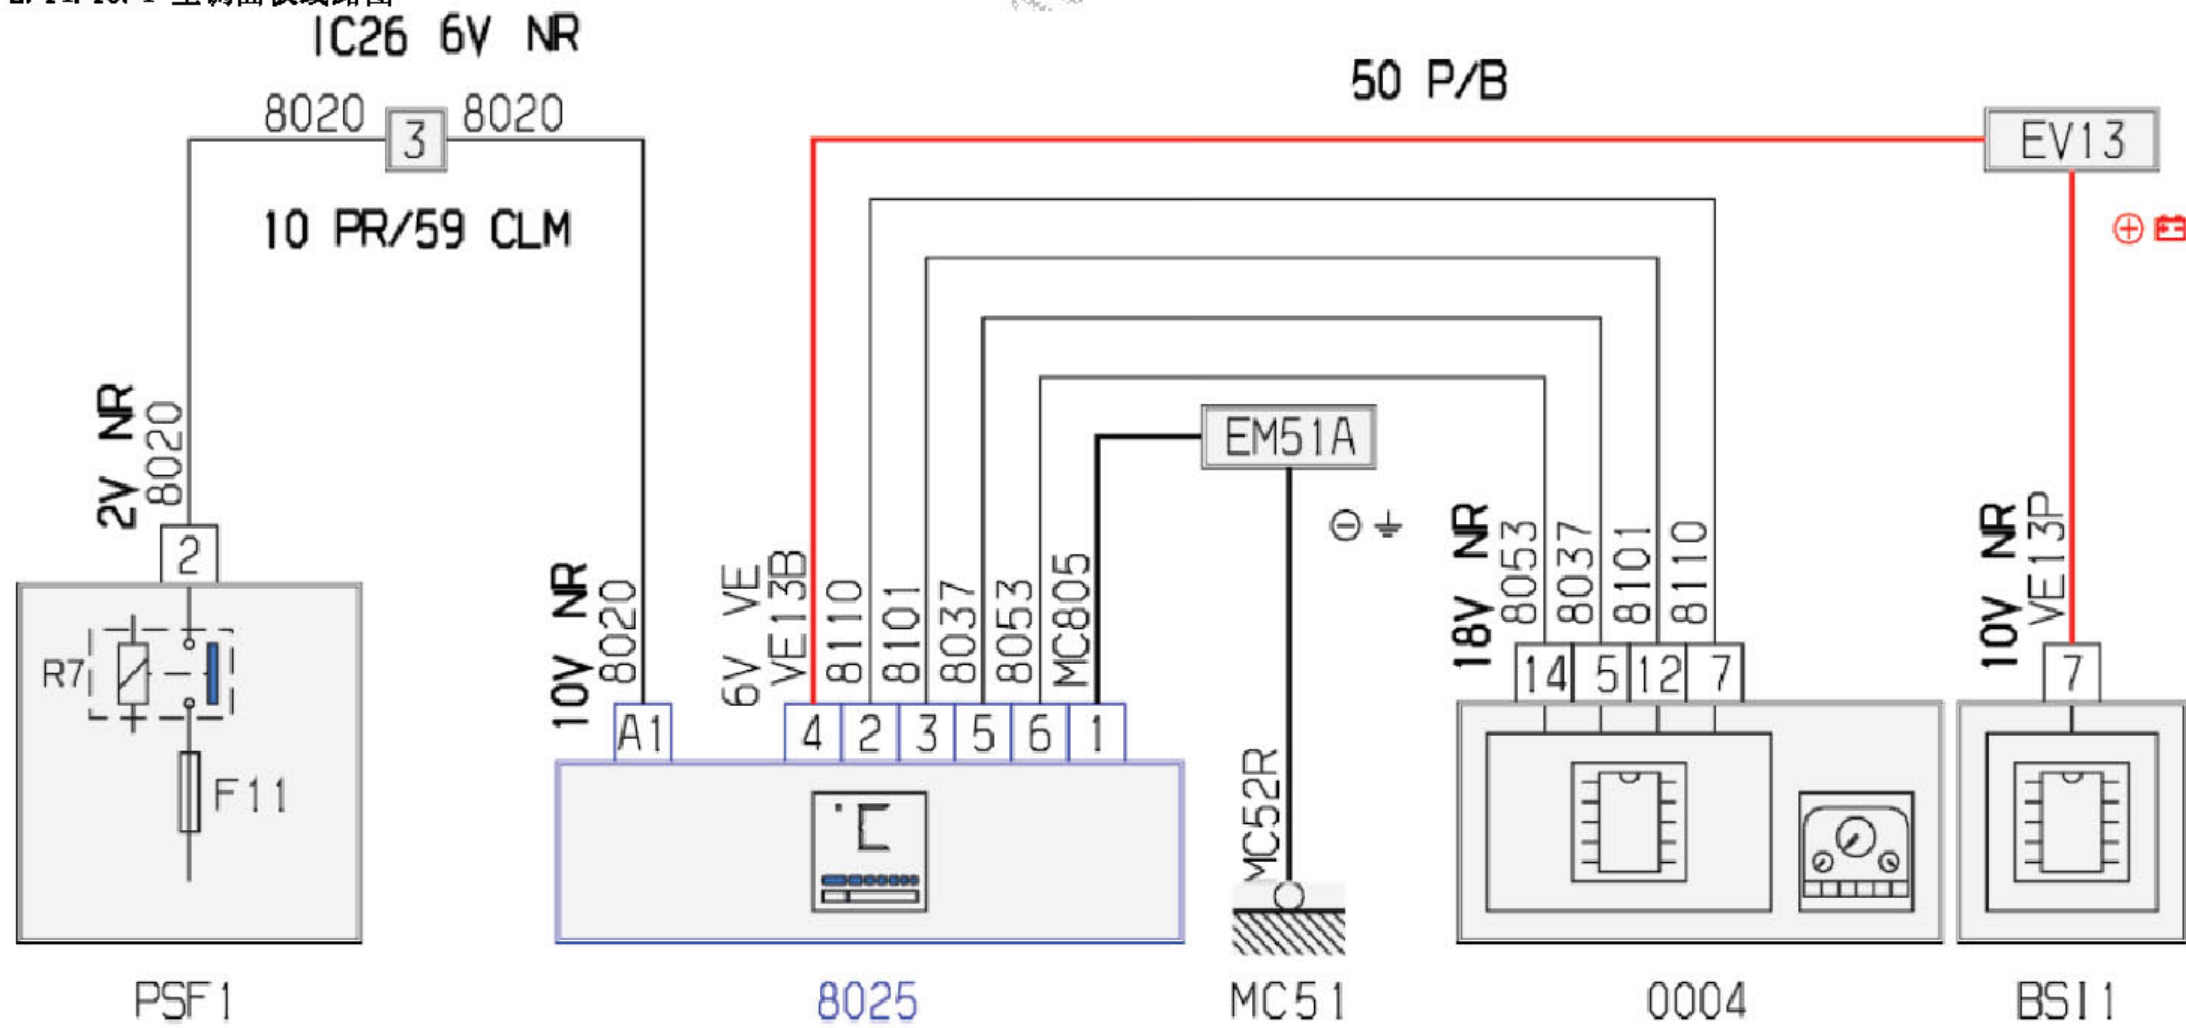 IC26 6V NR
50 P/B
8020
3
8020
EV13
10 PR/59 CLM
2V NR
8020
2
EM51A
R7
F11
10V NR
8020
A1
6V VE
VE13B
8110
8101
8037
8053
MC805
4
2
3
5
6
1
°C
MC52R
18V NR
8053
8037
8101
8110
14
5
12
7
10V NR
VE13P
7
PSF1
8025
MC51
0004
BSI1